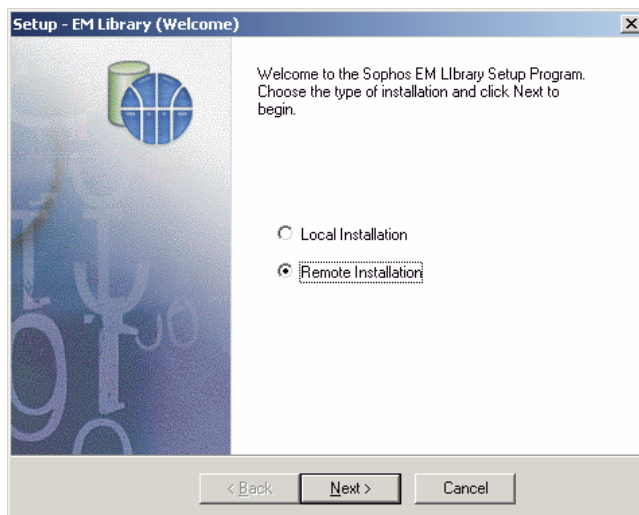 Setup - EM Library (Welcome)
Welcome to the Sophos EM LIbrary Setup Program.
Choose the type of installation and click Next to
begin.
Local Installation
Remote Installation
< Back
Next >
Cancel